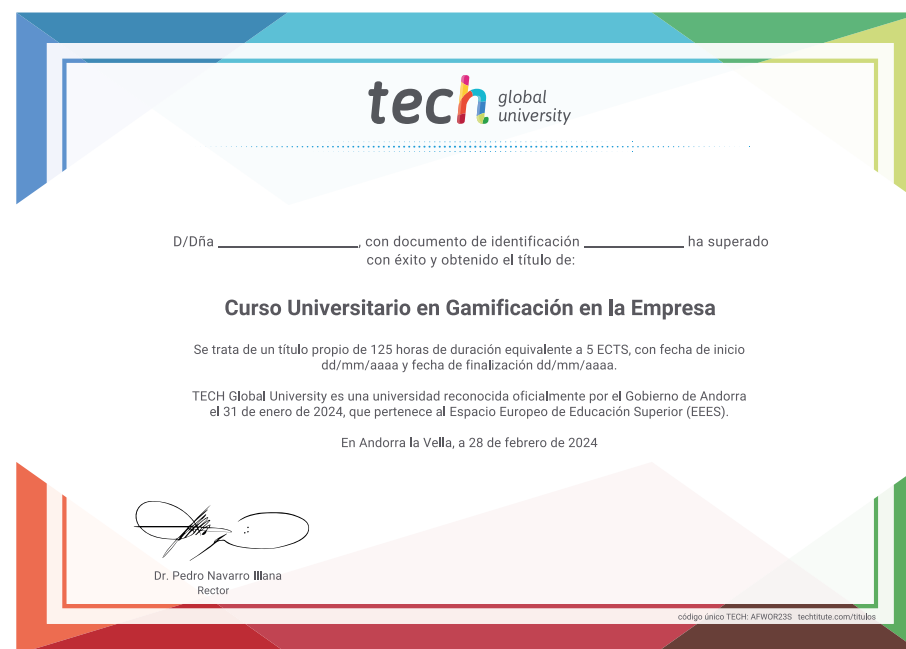 tech global university
D/Dña ____________________, con documento de identificación ______________ ha superado
con éxito y obtenido el título de:
Curso Universitario en Gamificación en la Empresa
Se trata de un título propio de 125 horas de duración equivalente a 5 ECTS, con fecha de inicio
dd/mm/aaaa y fecha de finalización dd/mm/aaaa.
TECH Global University es una universidad reconocida oficialmente por el Gobierno de Andorra
el 31 de enero de 2024, que pertenece al Espacio Europeo de Educación Superior (EEES).
En Andorra la Vella, a 28 de febrero de 2024
Dr. Pedro Navarro Illana
Rector
código único TECH: AFWOR23S techtitute.com/titulos